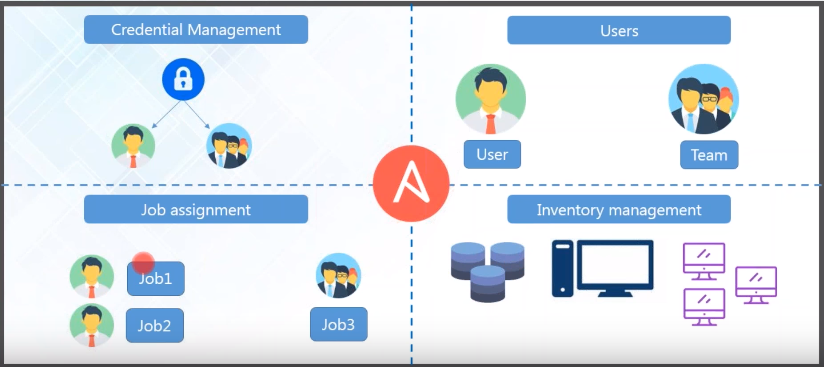 Credential Management
Users
User
Team
Job assignment
Inventory management
Job1
Job2
Job3